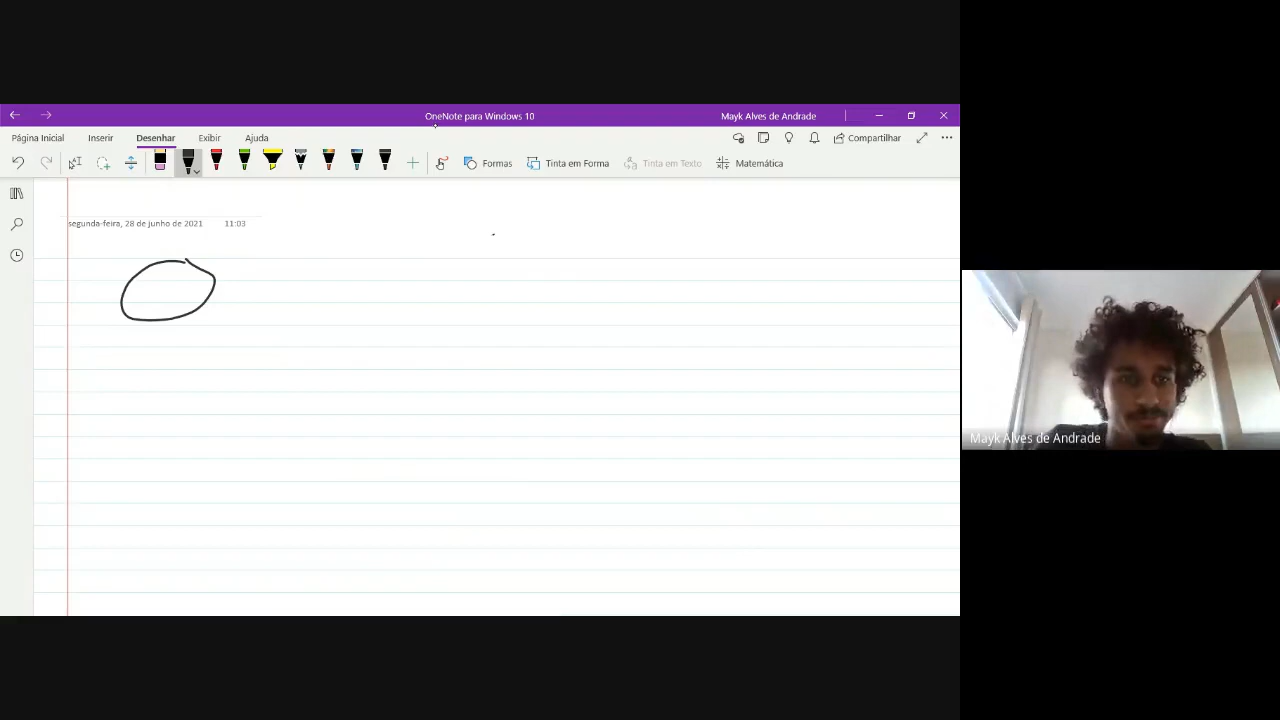 OneNote para Windows 10
Mayk Alves de Andrade
Página Inicial
Inserir
Desenhar
Exibir
Ajuda
Compartilhar
Formas
Tinta em Forma
Tinta em Texto
Matemática
segunda-feira, 28 de junho de 2021 11:03
Mayk Alves de Andrade